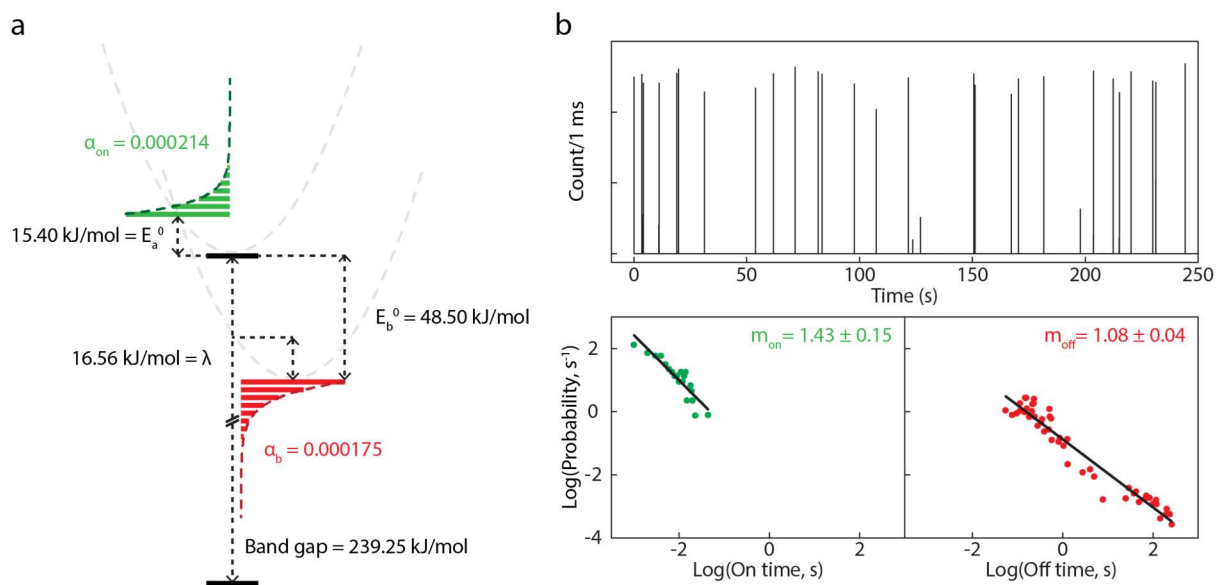 a
α_on = 0.000214
15.40 kJ/mol = E_a^0
E_b^0 = 48.50 kJ/mol
16.56 kJ/mol = λ
α_b = 0.000175
Band gap = 239.25 kJ/mol
b
Count/1 ms
0 50 100 150 200 250
Time (s)
Log(Probability, s⁻¹)
2
0
-2
-4
m_on = 1.43 ± 0.15
m_off = 1.08 ± 0.04
-2 0 2
-2 0 2
Log(On time, s)
Log(Off time, s)